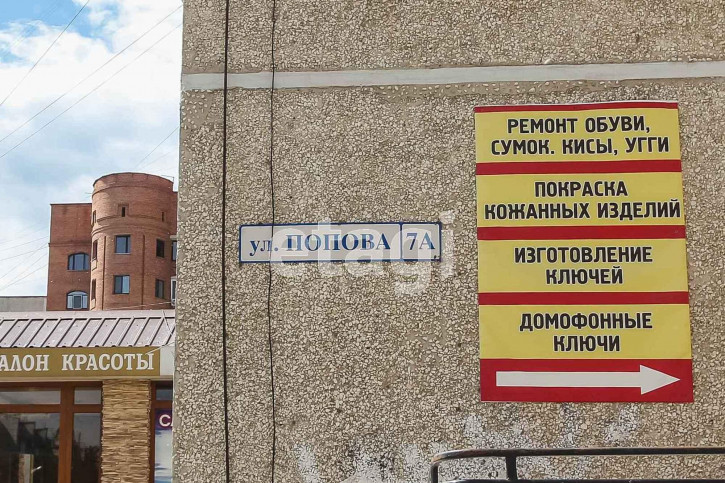 РЕМОНТ ОБУВИ,
СУМОК. КИСЫ, УГГИ
ПОКРАСКА
КОЖАННЫХ ИЗДЕЛИЙ
ИЗГОТОВЛЕНИЕ
КЛЮЧЕЙ
ДОМОФОННЫЕ
КЛЮЧИ
ул. ПОПОВА 7А
etagi
АЛОН КРАСОТЫ